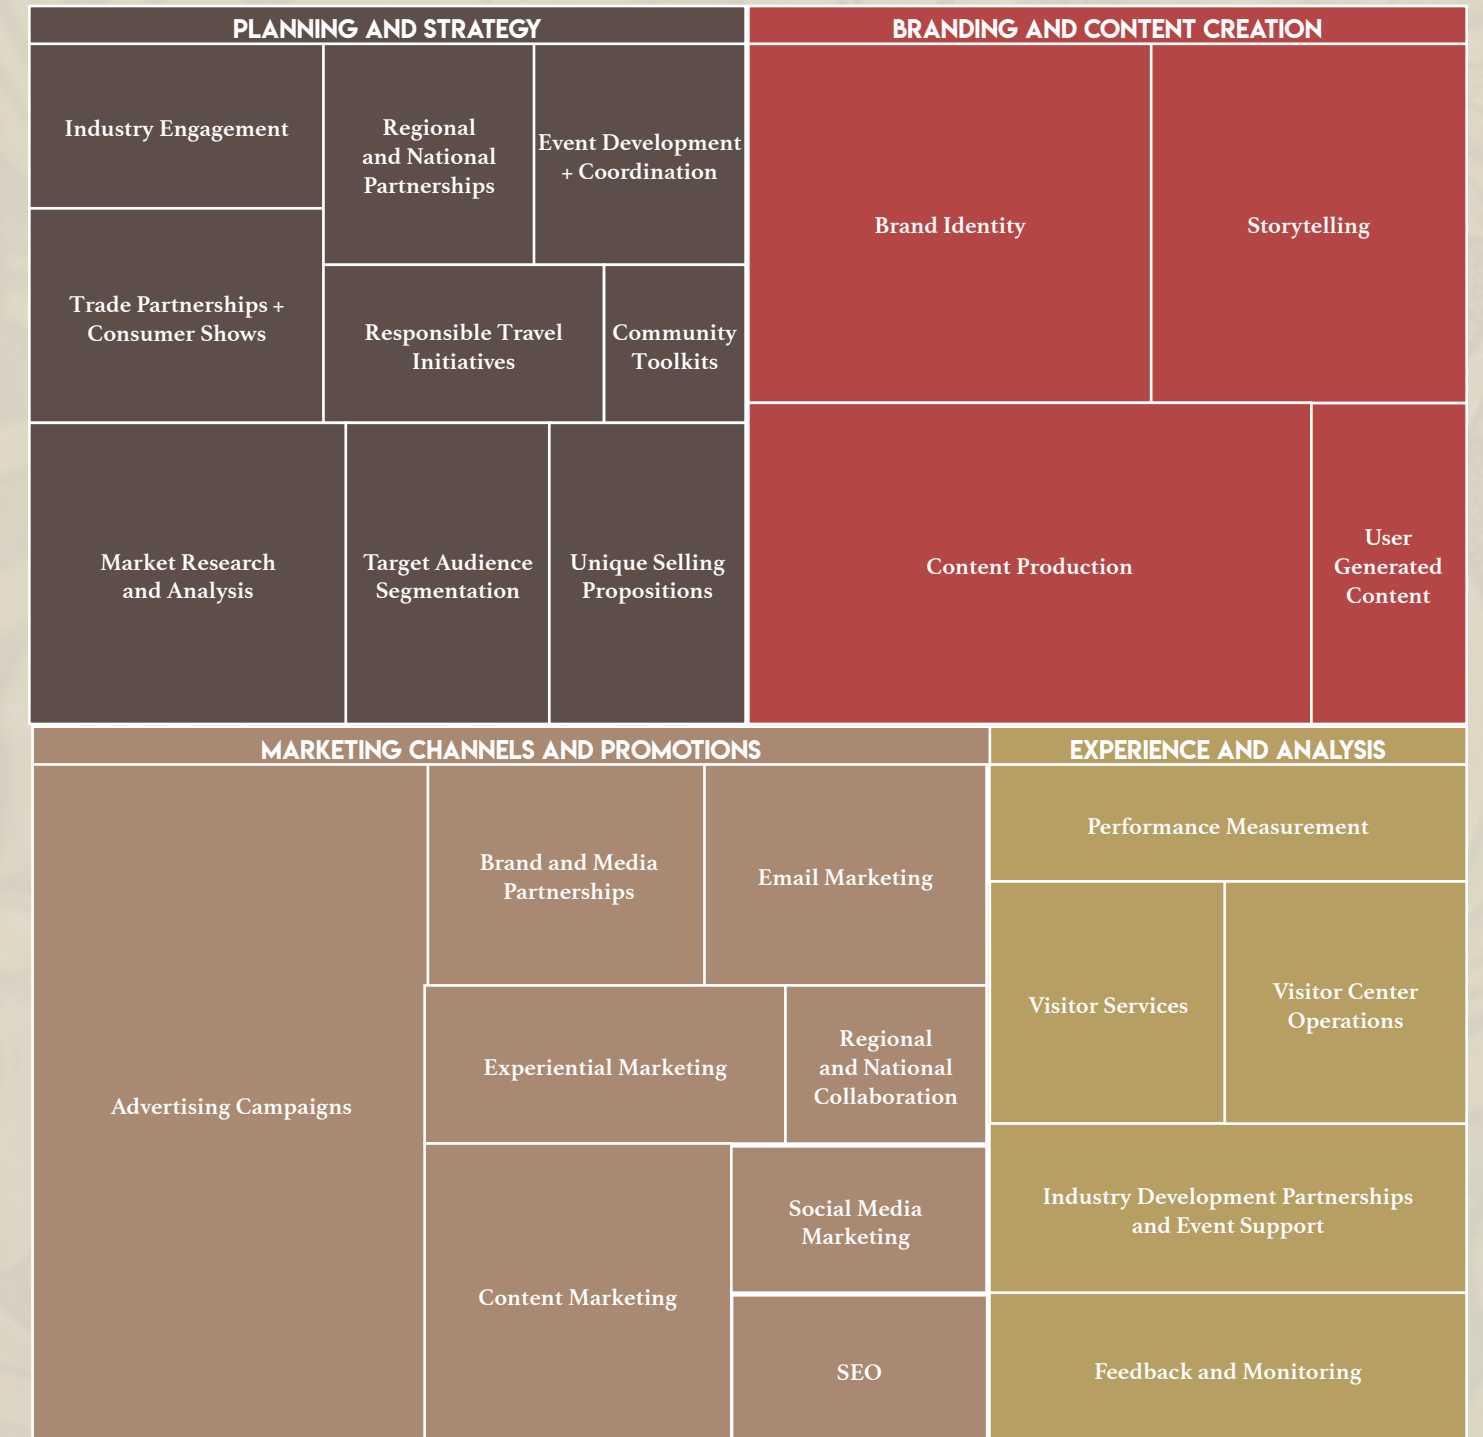 PLANNING AND STRATEGY
Industry Engagement
Regional
and National
Partnerships
Event Development
+ Coordination
Trade Partnerships +
Consumer Shows
Responsible Travel
Initiatives
Community
Toolkits
Market Research
and Analysis
Target Audience
Segmentation
Unique Selling
Propositions
BRANDING AND CONTENT CREATION
Brand Identity
Storytelling
Content Production
User
Generated
Content
MARKETING CHANNELS AND PROMOTIONS
Advertising Campaigns
Brand and Media
Partnerships
Email Marketing
Experiential Marketing
Regional
and National
Collaboration
Content Marketing
Social Media
Marketing
SEO
EXPERIENCE AND ANALYSIS
Performance Measurement
Visitor Services
Visitor Center
Operations
Industry Development Partnerships
and Event Support
Feedback and Monitoring